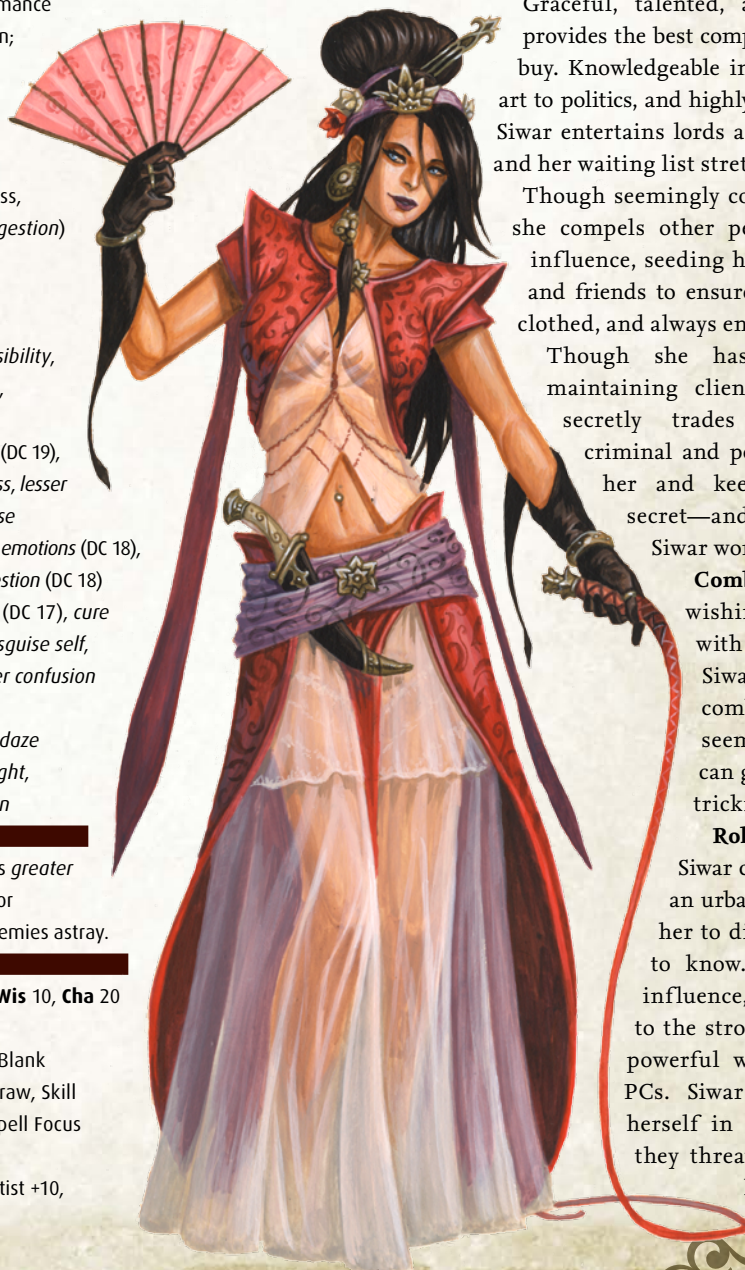 mance
n;
ss,
gestion)
sibility,
,
(DC 19),
ss, lesser
se
emotions (DC 18),
estion (DC 18)
(DC 17), cure
sguise self,
er confusion
daze
ght,
n
s greater
or
emies astray.
Wis 10, Cha 20
Blank
raw, Skill
pell Focus
tist +10,
Graceful, talented, a
provides the best comp
buy. Knowledgeable in
art to politics, and highly
Siwar entertains lords a
and her waiting list stret
Though seemingly co
she compels other pe
influence, seeding h
and friends to ensure
clothed, and always en
Though she has
maintaining clien
secretly trades
criminal and po
her and kee
secret—and
Siwar wor
Comb
wishin
with
Siwa
comb
seem
can g
trick
Rol
Siwar c
an urba
her to di
to know.
influence,
to the stro
powerful w
PCs. Siwar
herself in
they threa